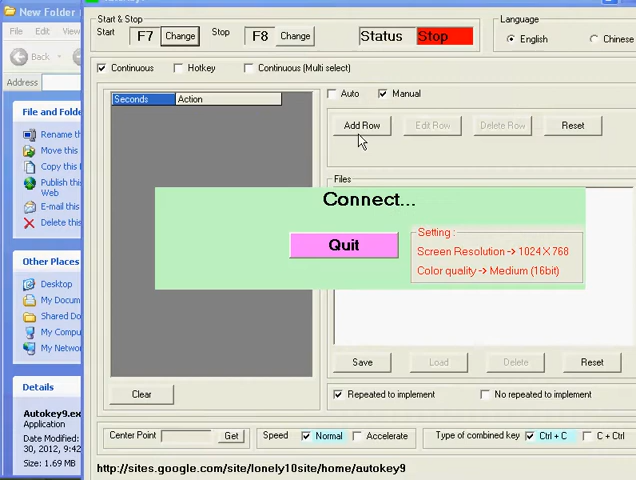 New Folder
File Edit
Back
Address
File and Folde
Rename th
Move this
Copy this
Publish this
Web
E-mail this
Delete this
Other Places
Desktop
My Docum
Shared Do
My Compu
My Netwo
Details
Autokey9.ex
Application
Date Modified:
30, 2012, 9:42
Size: 1.69 MB
Start & Stop
Start F7 Change Stop F8 Change Status Stop
Language
English Chinese
Continuous Hotkey Continuous (Multi select)
Seconds Action
Auto Manual
Add Row Edit Row Delete Row Reset
Files
Connect...
Quit
Setting :
Screen Resolution -> 1024×768
Color quality -> Medium (16bit)
Save Load Delete Reset
Clear
Repeated to implement No repeated to implement
Center Point Get Speed Normal Accelerate Type of combined key Ctrl + C C + Ctrl
http://sites.google.com/site/lonely10site/home/autokey9